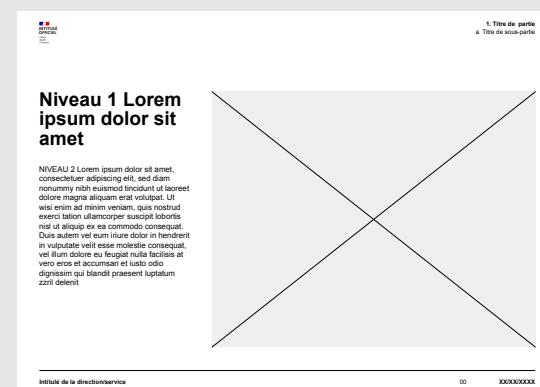 INTITULÉ
OFFICIEL
1. Titre de partie
a. Titre de sous-partie
Niveau 1 Lorem
ipsum dolor sit
amet
NIVEAU 2 Lorem ipsum dolor sit amet,
consectetuer adipiscing elit, sed diam
nonummy nibh euismod tincidunt ut laoreet
dolore magna aliquam erat volutpat. Ut
wisi enim ad minim veniam, quis nostrud
exerci tation ullamcorper suscipit lobortis
nisl ut aliquip ex ea commodo consequat.
Duis autem vel eum iriure dolor in hendrerit
in vulputate velit esse molestie consequat,
vel illum dolore eu feugiat nulla facilisis at
vero eros et accumsan et iusto odio
dignissim qui blandit praesent luptatum
zzril delenit
Intitulé de la direction/service
00
XX/XX/XXXX